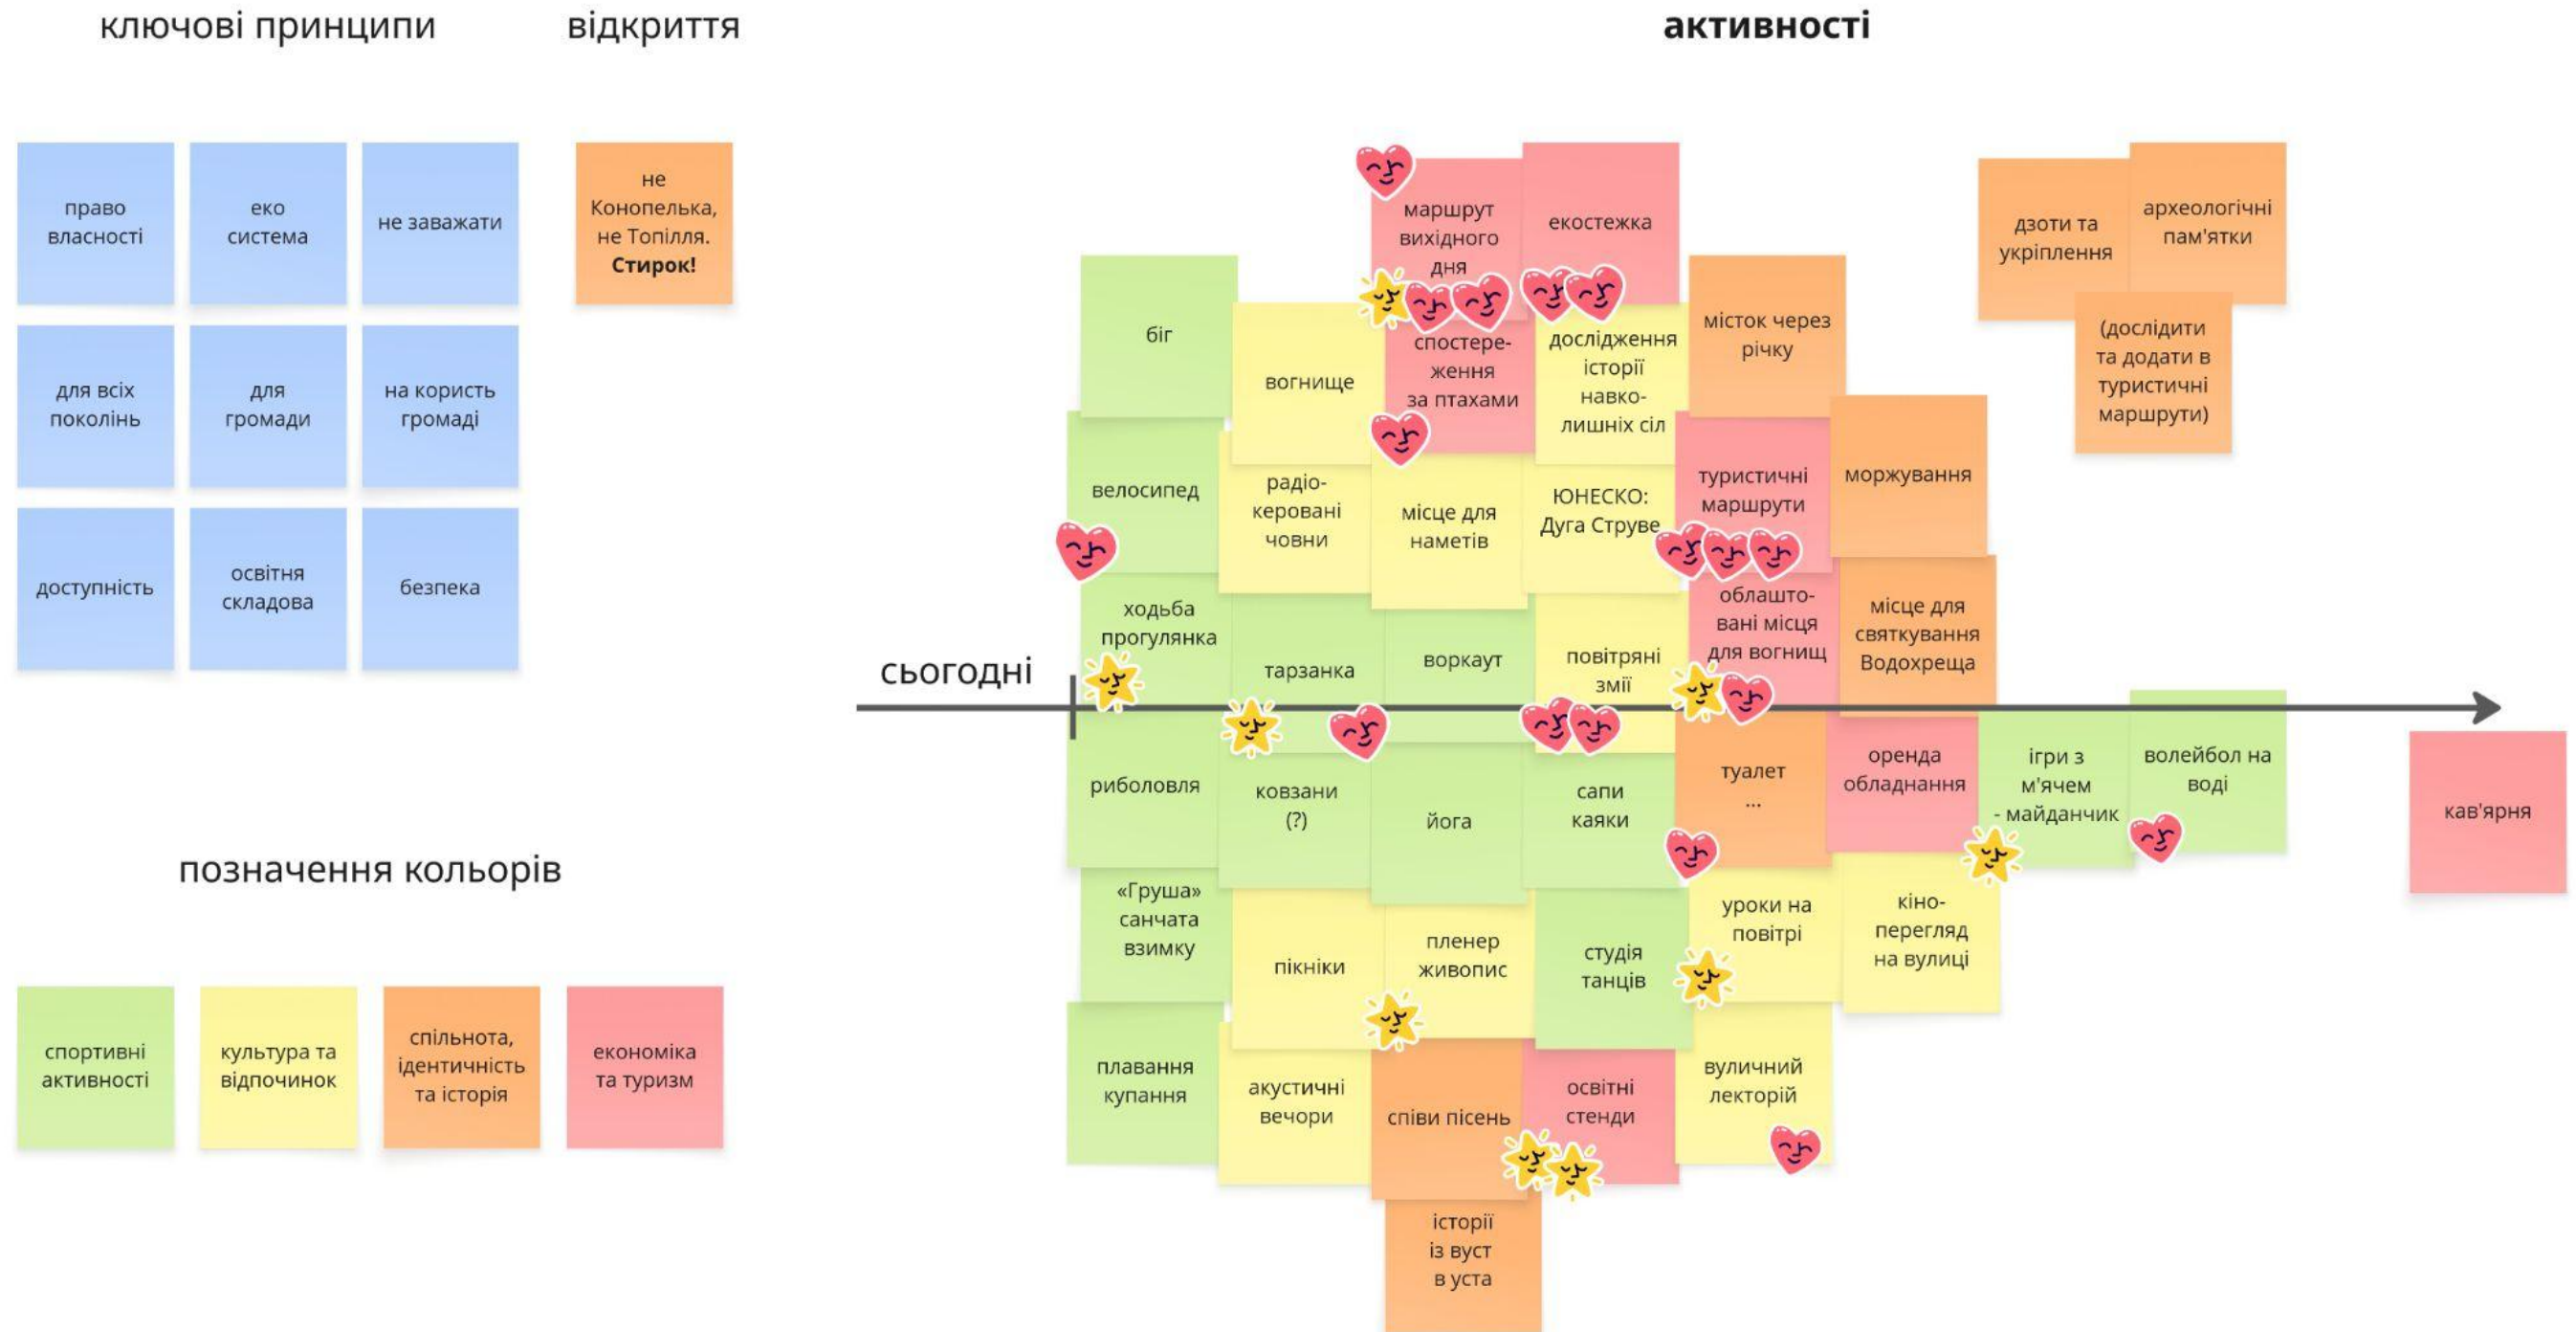 ключові принципи
відкриття
активності
право
власності
еко
система
не заважати
для всіх
поколінь
для
громади
на користь
громаді
доступність
освітня
складова
безпека
не
Конопелька,
не Топілля.
Стирок!
позначення кольорів
спортивні
активності
культура та
відпочинок
спільнота,
ідентичність
та історія
економіка
та туризм
сьогодні
маршрут
вихідного
дня
екостежка
дзоти та
укріплення
археологічні
пам'ятки
(дослідити
та додати в
туристичні
маршрути)
біг
вогнище
спостере-
ження
за птахами
дослідження
історії
навко-
лишніх сіл
місток через
річку
велосипед
радіо-
керовані
човни
місце для
наметів
ЮНЕСКО:
Дуга Струве
туристичні
маршрути
моржування
ходьба
прогулянка
тарзанка
воркаут
повітряні
змії
облашто-
вані місця
для вогнищ
місце для
святкування
Водохреща
риболовля
ковзани
(?)
йога
сапи
каяки
туалет
...
оренда
обладнання
ігри з
м'ячем
- майданчик
волейбол на
воді
кав'ярня
«Груша»
санчата
взимку
пікніки
пленер
живопис
студія
танців
уроки на
повітрі
кіно-
перегляд
на вулиці
плавання
купання
акустичні
вечори
співи пісень
освітні
стенди
вуличний
лекторій
історії
із вуст
в уста